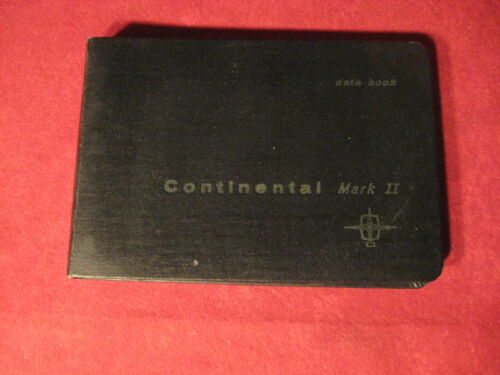 data book
Continental Mark II